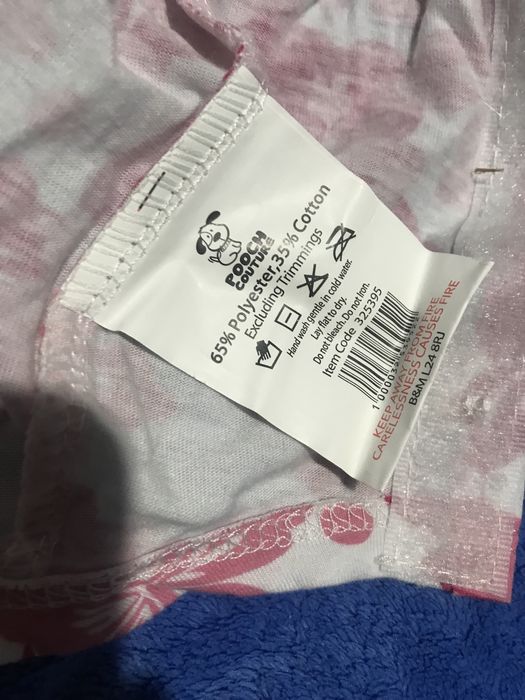 POOCH
COUTURE
65% Polyester,35% Cotton
Excluding Trimmings
Hand wash gentle in cold water.
Lay flat to dry.
Do not bleach.Do not iron.
Item Code 325395
KEEP AWAY FROM FIRE
CARELESSNESS CAUSES FIRE
B&M L24 8RJ